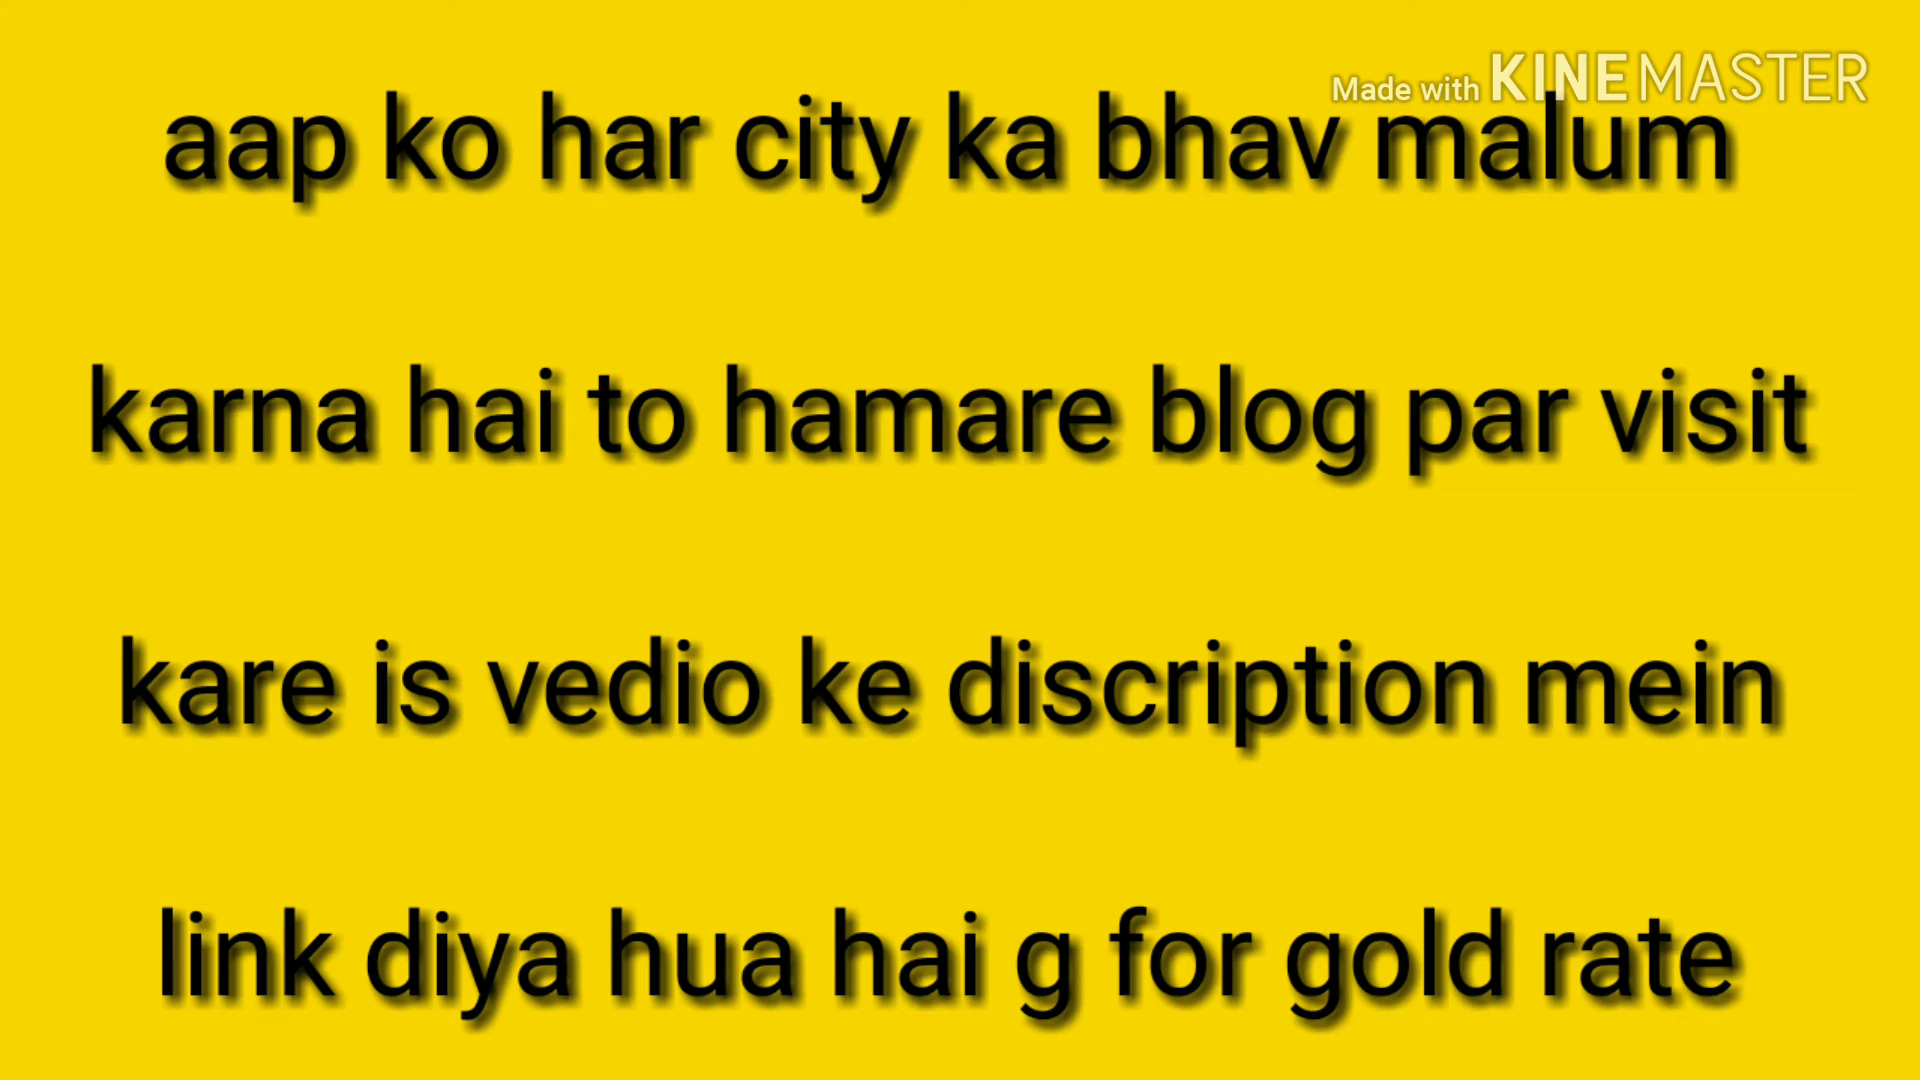 Made with KINEMASTER
aap ko har city ka bhav malum
karna hai to hamare blog par visit
kare is vedio ke discription mein
link diya hua hai g for gold rate